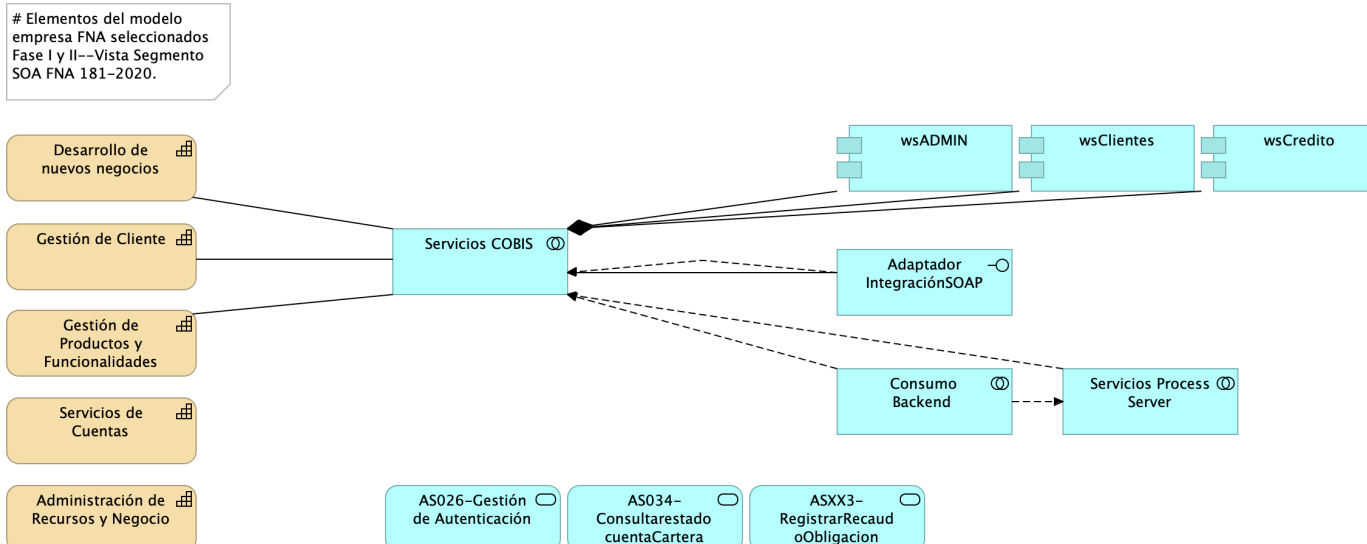 # Elementos del modelo
empresa FNA seleccionados
Fase I y II--Vista Segmento
SOA FNA 181-2020.
wsADMIN
wsClientes
wsCredito
Desarrollo de
nuevos negocios
Gestión de Cliente
Servicios COBIS
Adaptador
IntegraciónSOAP
Gestión de
Productos y
Funcionalidades
Consumo
Backend
Servicios Process
Server
Servicios de
Cuentas
Administración de
Recursos y Negocio
AS026-Gestión
de Autenticación
AS034-
Consultarestado
cuentaCartera
ASXX3-
RegistrarRecaud
oObligacion